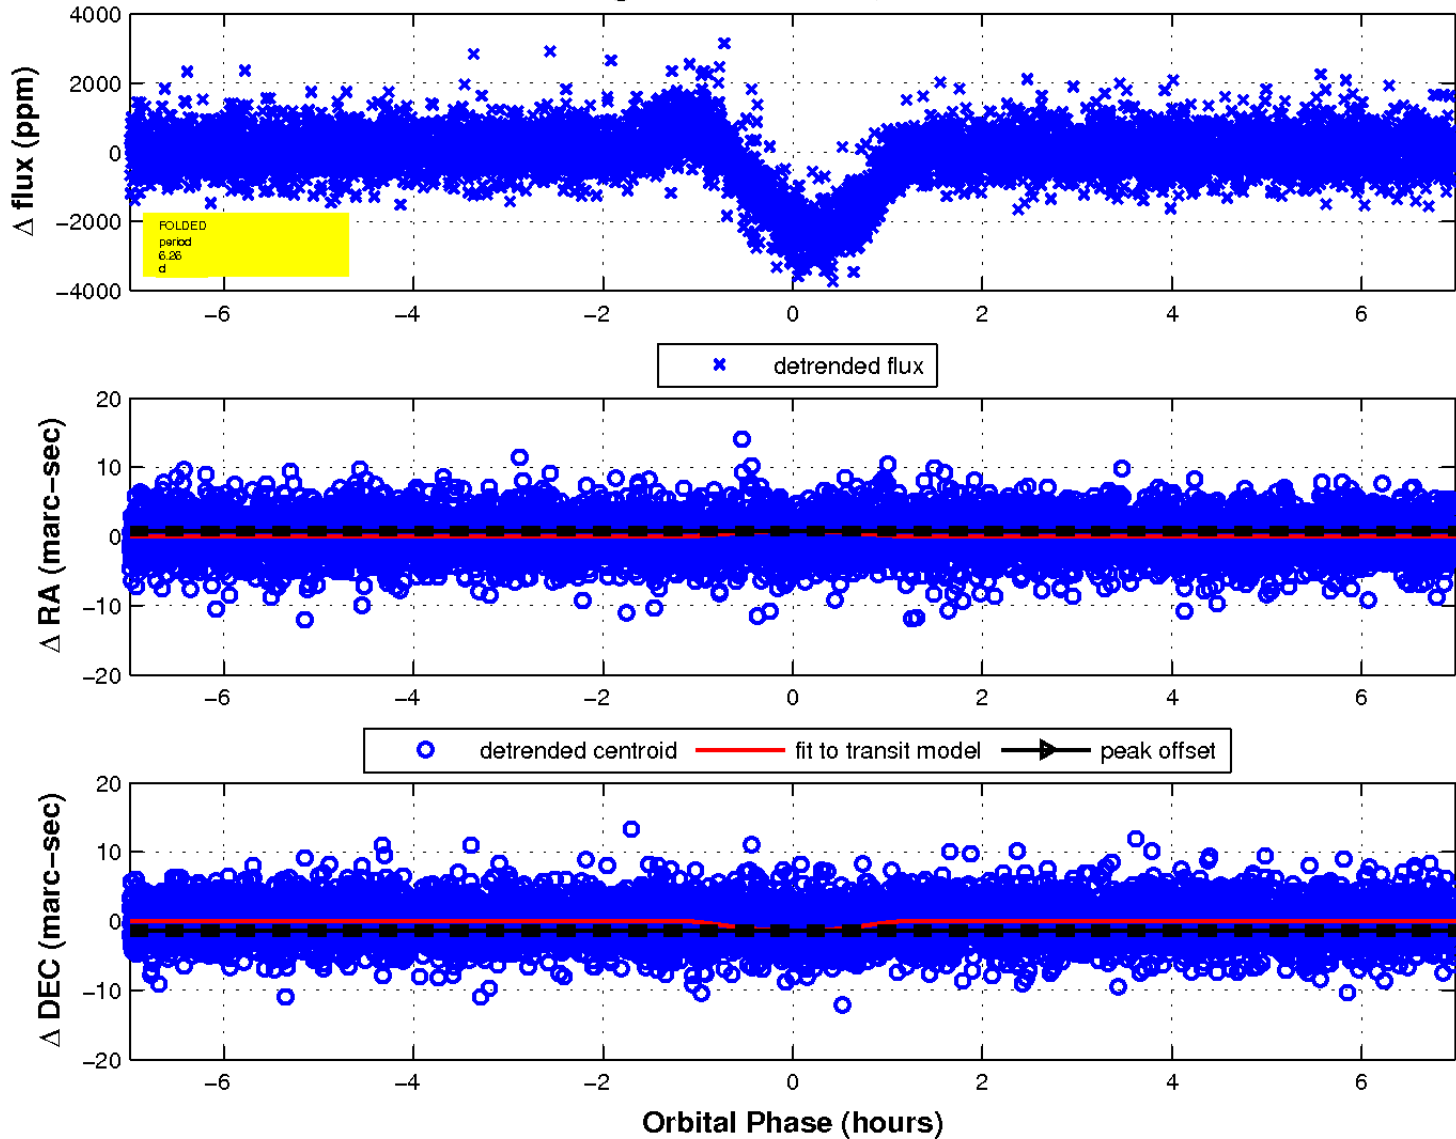 4000
2000
0
−2000
−4000
Δ flux (ppm)
FOLDED
period
6.26
d
−6 −4 −2 0 2 4 6
detrended flux
20
10
0
−10
−20
Δ RA (marc−sec)
−6 −4 −2 0 2 4 6
detrended centroid fit to transit model peak offset
20
10
0
−10
−20
Δ DEC (marc−sec)
−6 −4 −2 0 2 4 6
Orbital Phase (hours)